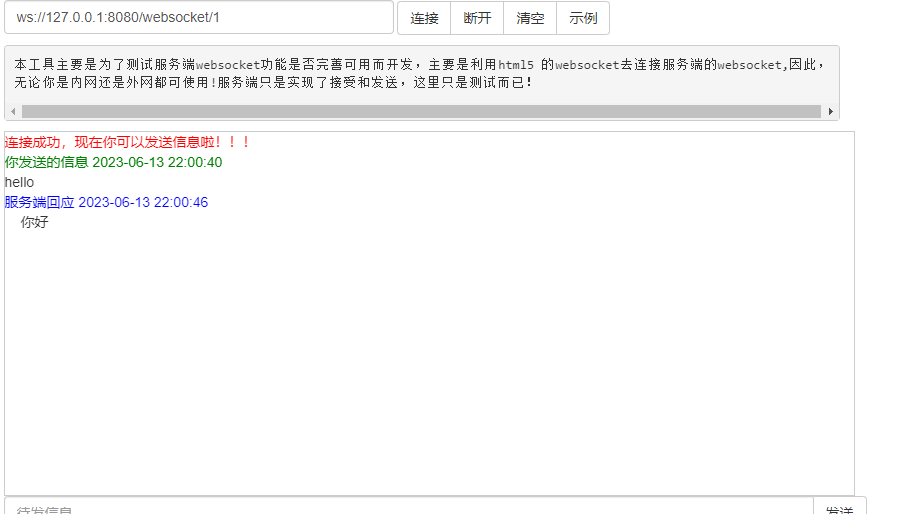 ws://127.0.0.1:8080/websocket/1
连接 断开 清空 示例
本工具主要是为了测试服务端websocket功能是否完善可用而开发，主要是利用html5 的websocket去连接服务端的websocket,因此，
无论你是内网还是外网都可使用!服务端只是实现了接受和发送，这里只是测试而已!
连接成功，现在你可以发送信息啦！！！
你发送的信息 2023-06-13 22:00:40
hello
服务端回应 2023-06-13 22:00:46
你好
待发信息 发送